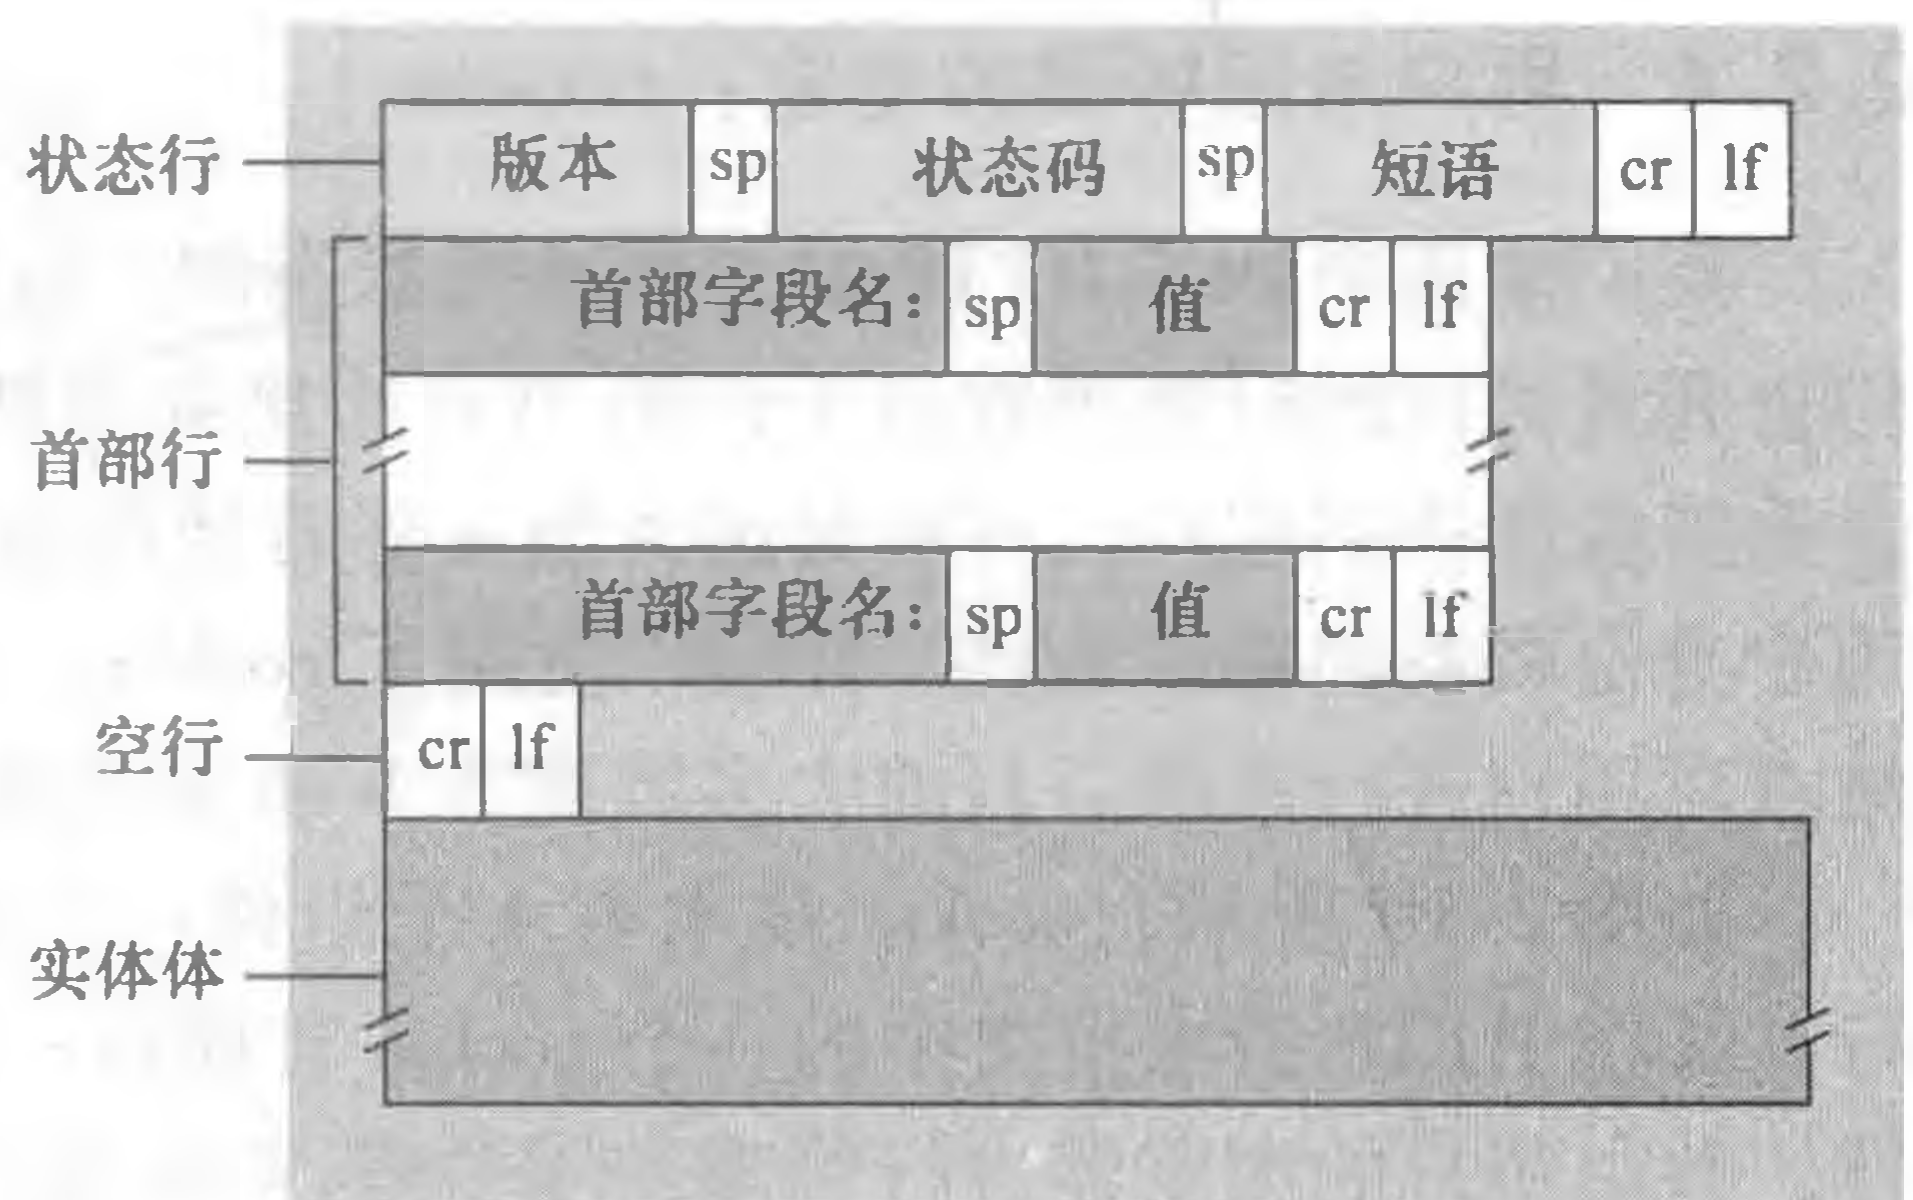 状态行 版本 sp 状态码 sp 短语 cr lf
首部字段名: sp 值 cr lf
首部行
首部字段名: sp 值 cr lf
空行 cr lf
实体体